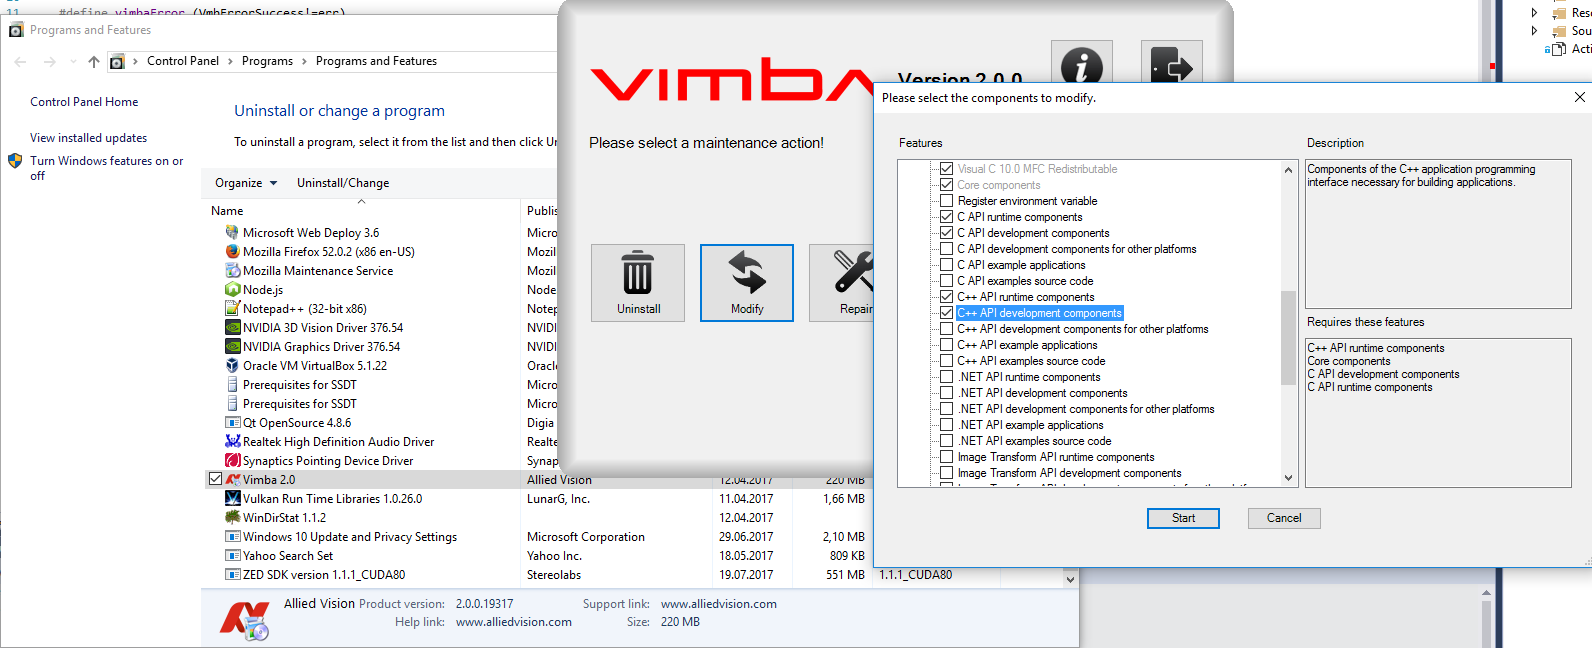 11
#define vimbaError (VmbErrorSuccess!=err)
Programs and Features
Control Panel
Programs
Programs and Features
Control Panel Home
View installed updates
Turn Windows features on or
off
Uninstall or change a program
To uninstall a program, select it from the list and then click Un
Organize
Uninstall/Change
Name
Publis
Microsoft Web Deploy 3.6
Micro
Mozilla Firefox 52.0.2 (x86 en-US)
Mozil
Mozilla Maintenance Service
Mozil
Node.js
Node
Notepad++ (32-bit x86)
Notep
NVIDIA 3D Vision Driver 376.54
NVIDI
NVIDIA Graphics Driver 376.54
NVIDI
Oracle VM VirtualBox 5.1.22
Oracle
Prerequisites for SSDT
Micro
Prerequisites for SSDT
Micro
Qt OpenSource 4.8.6
Digia
Realtek High Definition Audio Driver
Realte
Synaptics Pointing Device Driver
Synap
Vimba 2.0
Allied Vision
12.04.2017
220 MB
Vulkan Run Time Libraries 1.0.26.0
LunarG, Inc.
11.04.2017
1,66 MB
WinDirStat 1.1.2
12.04.2017
Windows 10 Update and Privacy Settings
Microsoft Corporation
29.06.2017
2,10 MB
Yahoo Search Set
Yahoo Inc.
18.05.2017
809 KB
ZED SDK version 1.1.1_CUDA80
Stereolabs
19.07.2017
551 MB
1.1.1_CUDA80
Allied Vision
Product version:
2.0.0.19317
Support link:
www.alliedvision.com
Help link:
www.alliedvision.com
Size:
220 MB
VIMBA
Version 2.0.0
Please select a maintenance action!
Uninstall
Modify
Repair
Please select the components to modify.
Features
Visual C 10.0 MFC Redistributable
Core components
Register environment variable
C API runtime components
C API development components
C API development components for other platforms
C API example applications
C API examples source code
C++ API runtime components
C++ API development components
C++ API development components for other platforms
C++ API example applications
C++ API examples source code
.NET API runtime components
.NET API development components
.NET API development components for other platforms
.NET API example applications
.NET API examples source code
Image Transform API runtime components
Image Transform API development components
Description
Components of the C++ application programming
interface necessary for building applications.
Requires these features
C++ API runtime components
Core components
C API development components
C API runtime components
Start
Cancel
Reso
Sou
Acti